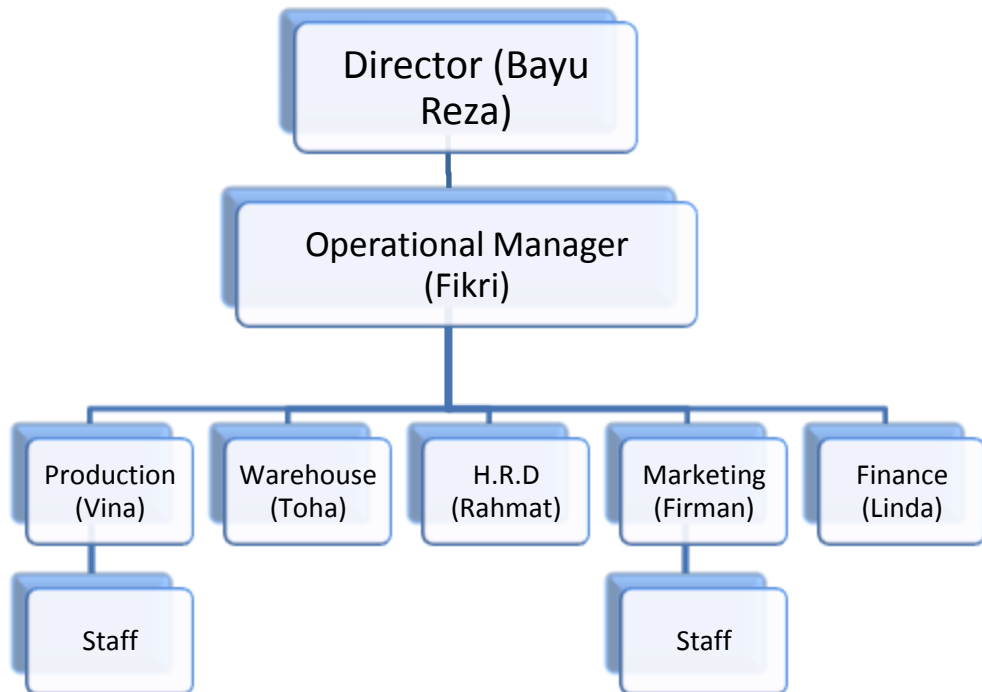 Director (Bayu
Reza)
Operational Manager
(Fikri)
Production
(Vina)
Warehouse
(Toha)
H.R.D
(Rahmat)
Marketing
(Firman)
Finance
(Linda)
Staff
Staff